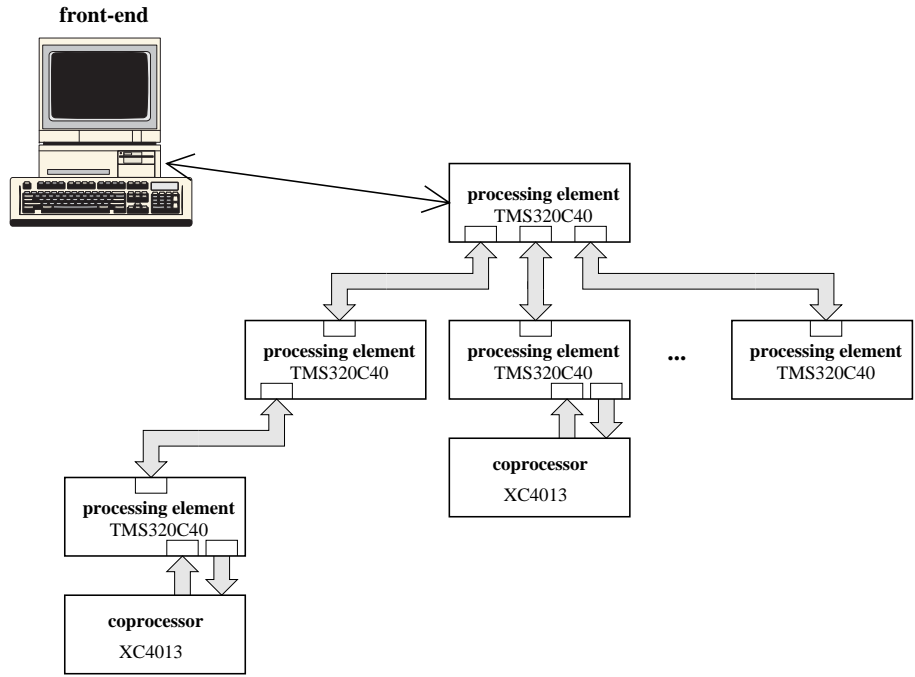 front-end
processing element
TMS320C40
processing element
TMS320C40
processing element
TMS320C40
...
processing element
TMS320C40
coprocessor
XC4013
processing element
TMS320C40
coprocessor
XC4013